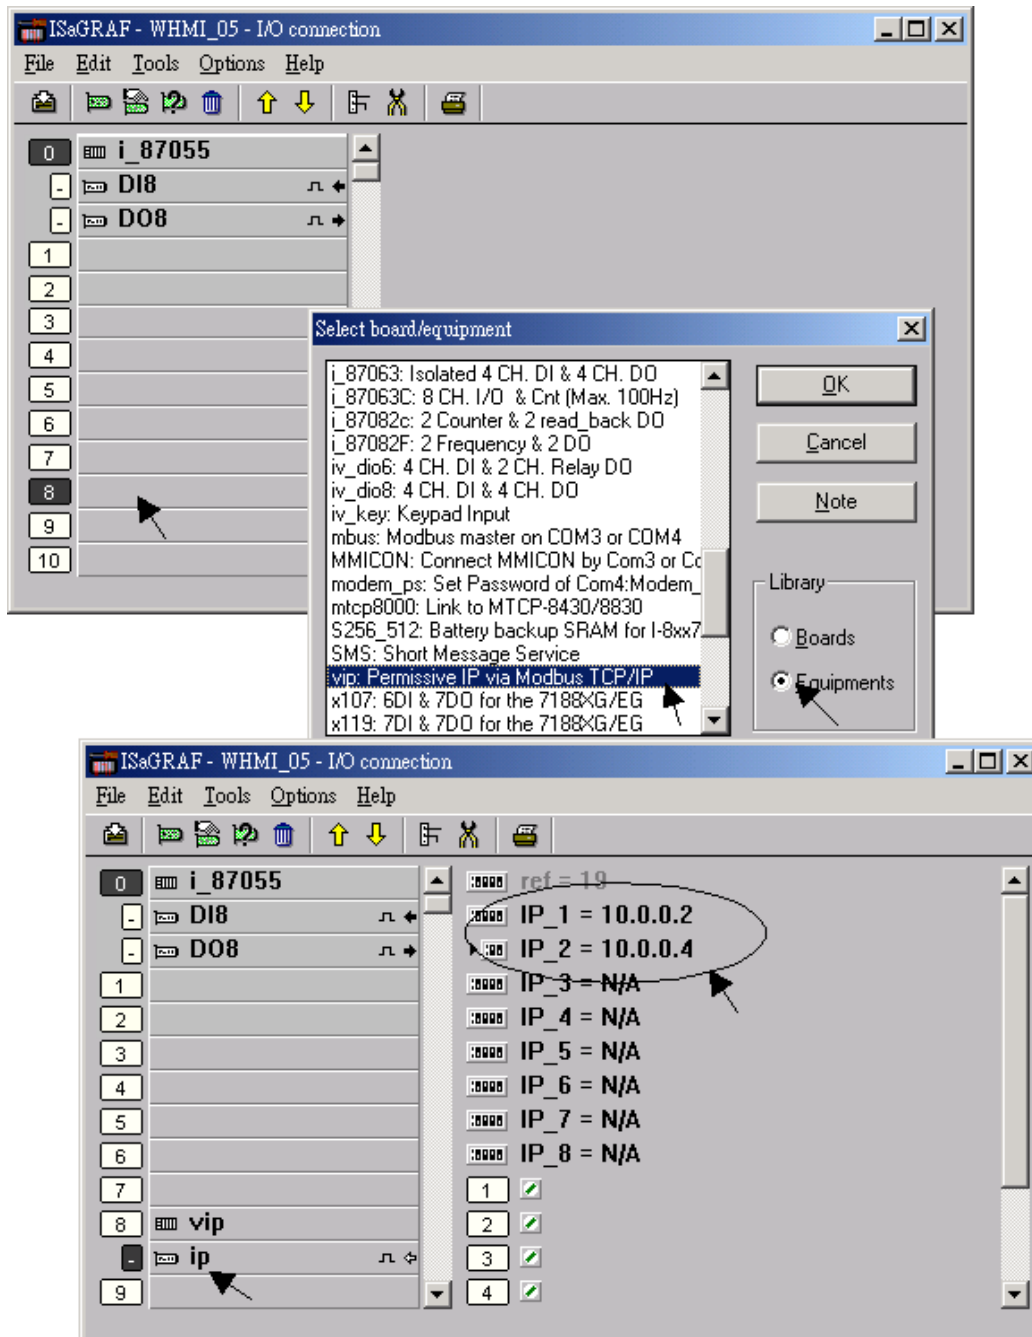 ISaGRAF - WHMI_05 - I/O connection
File Edit Tools Options Help
0 i_87055
- DI8
- DO8
1
2
3
4
5
6
7
8
9
10
Select board/equipment
i_87063: Isolated 4 CH. DI & 4 CH. DO
i_87063C: 8 CH. I/O & Cnt (Max. 100Hz)
i_87082c: 2 Counter & 2 read_back DO
i_87082F: 2 Frequency & 2 DO
iv_dio6: 4 CH. DI & 2 CH. Relay DO
iv_dio8: 4 CH. DI & 4 CH. DO
iv_key: Keypad Input
mbus: Modbus master on COM3 or COM4
MMICON: Connect MMICON by Com3 or Co
modem_ps: Set Password of Com4:Modem_
mtcp8000: Link to MTCP-8430/8830
S256_512: Battery backup SRAM for I-8xx7
SMS: Short Message Service
vip: Permissive IP via Modbus TCP/IP
x107: 6DI & 7DO for the 7188XG/EG
x119: 7DI & 7DO for the 7188XG/EG
OK
Cancel
Note
Library
Boards
Equipments
ISaGRAF - WHMI_05 - I/O connection
File Edit Tools Options Help
0 i_87055
- DI8
- DO8
1
2
3
4
5
6
7
8 vip
- ip
9
ref = 19
IP_1 = 10.0.0.2
IP_2 = 10.0.0.4
IP_3 = N/A
IP_4 = N/A
IP_5 = N/A
IP_6 = N/A
IP_7 = N/A
IP_8 = N/A
1
2
3
4